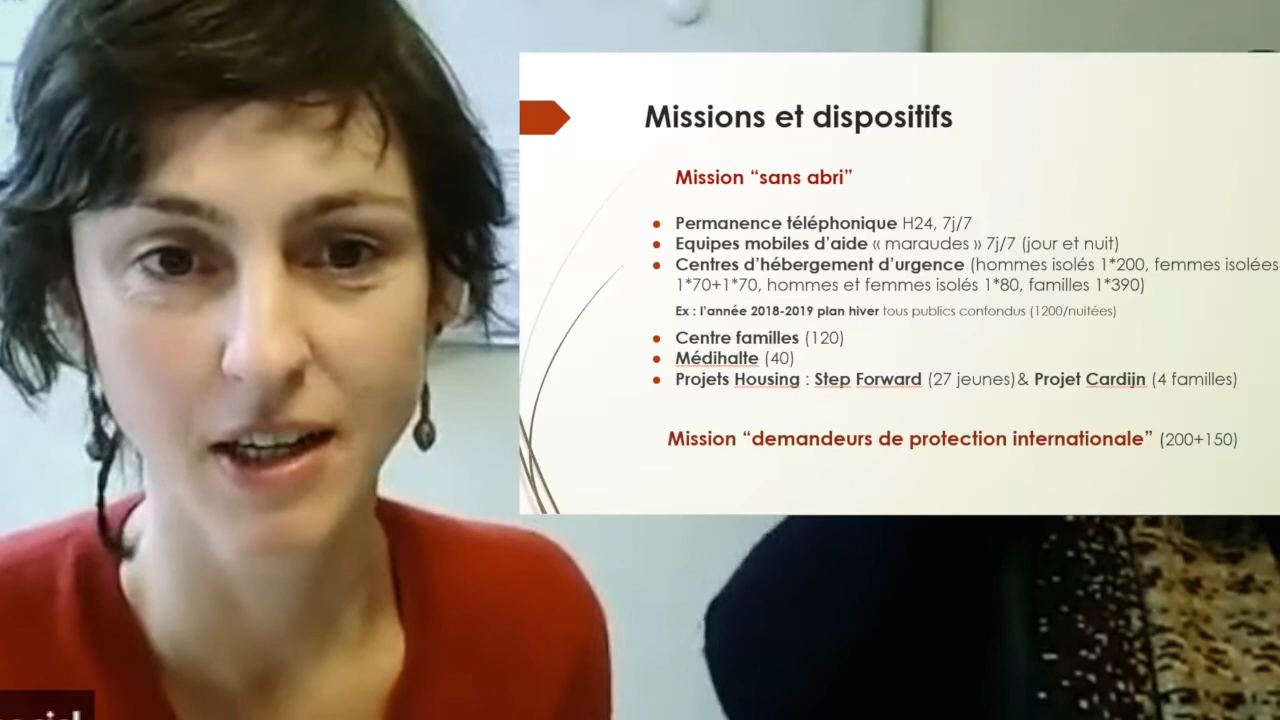 Missions et dispositifs
Mission “sans abri”
Permanence téléphonique H24, 7j/7
Equipes mobiles d’aide « maraudes » 7j/7 (jour et nuit)
Centres d’hébergement d’urgence (hommes isolés 1*200, femmes isolées
1*70+1*70, hommes et femmes isolés 1*80, familles 1*390)
Ex : l’année 2018-2019 plan hiver tous publics confondus (1200/nuitées)
Centre familles (120)
Médihalte (40)
Projets Housing : Step Forward (27 jeunes)& Projet Cardijn (4 familles)
Mission “demandeurs de protection internationale” (200+150)